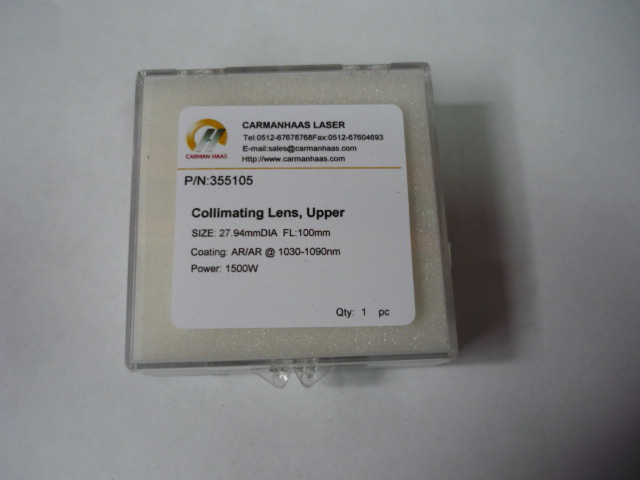 CARMANHAAS LASER
Tel:0512-67678768Fax:0512-67604693
E-mail:sales@carmanhaas.com
Http://www.carmanhaas.com
CARMAN HAAS
P/N:355105
Collimating Lens, Upper
SIZE: 27.94mmDIA FL:100mm
Coating: AR/AR @ 1030-1090nm
Power: 1500W
Qty: 1 pc